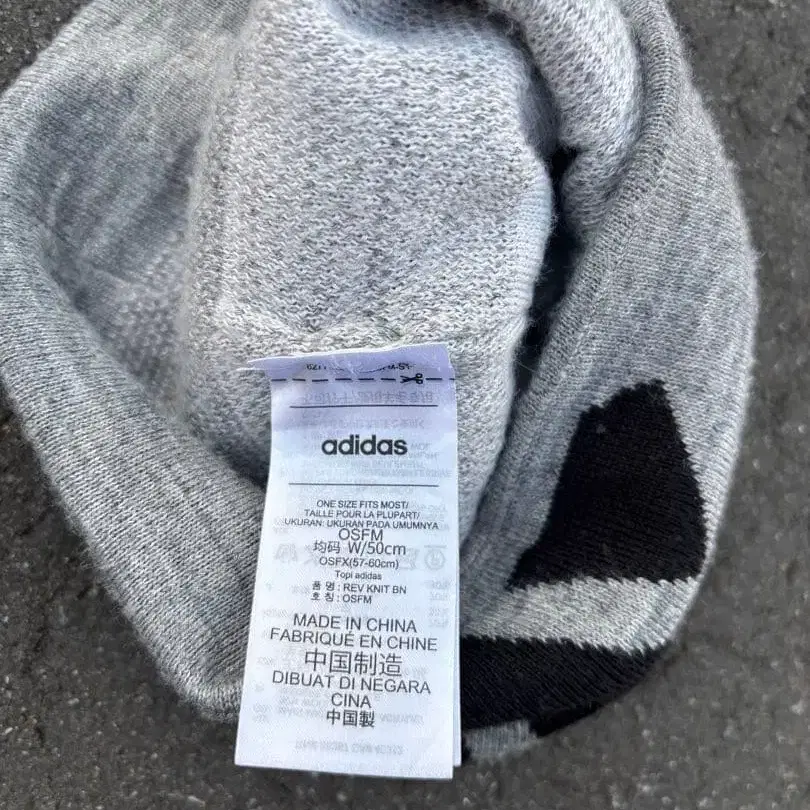 adidas
ONE SIZE FITS MOST/
TAILLE POUR LA PLUPART/
UKURAN: UKURAN PADA UMUMNYA
OSFM
均码 W/50cm
OSFX(57-60cm)
Topi adidas
품 명 : REV KNIT BN
호 칭 : OSFM
MADE IN CHINA
FABRIQUÉ EN CHINE
中国制造
DIBUAT DI NEGARA
CINA
中国製